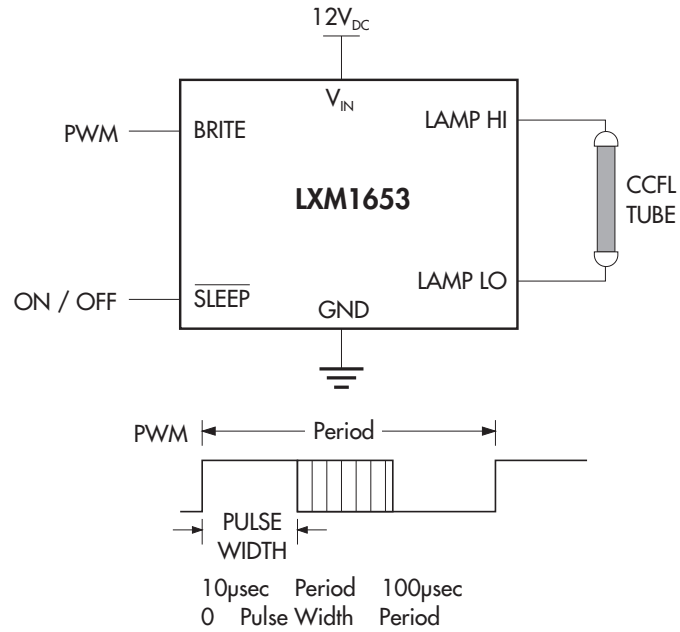 12V_DC
V_IN
PWM
BRITE
LAMP HI
LXM1653
CCFL
TUBE
ON / OFF
SLEEP
LAMP LO
GND
PWM
Period
PULSE
WIDTH
10µsec Period 100µsec
0 Pulse Width Period